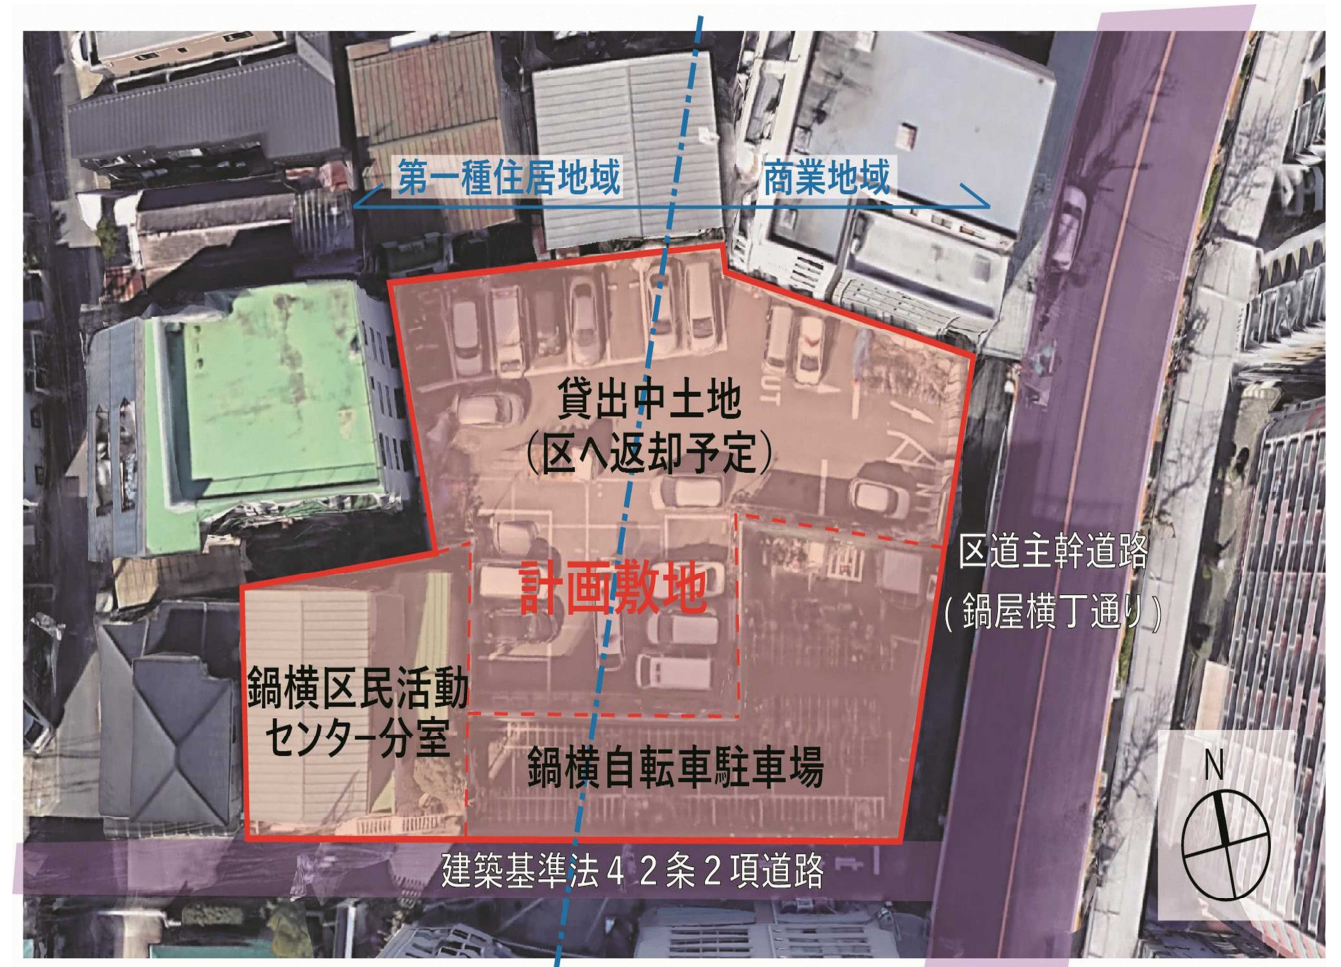 第一種住居地域
商業地域
貸出中土地
(区へ返却予定)
計画敷地
区道主幹道路
(鍋屋横丁通り)
鍋横区民活動
センター分室
鍋横自転車駐車場
建築基準法42条2項道路
N